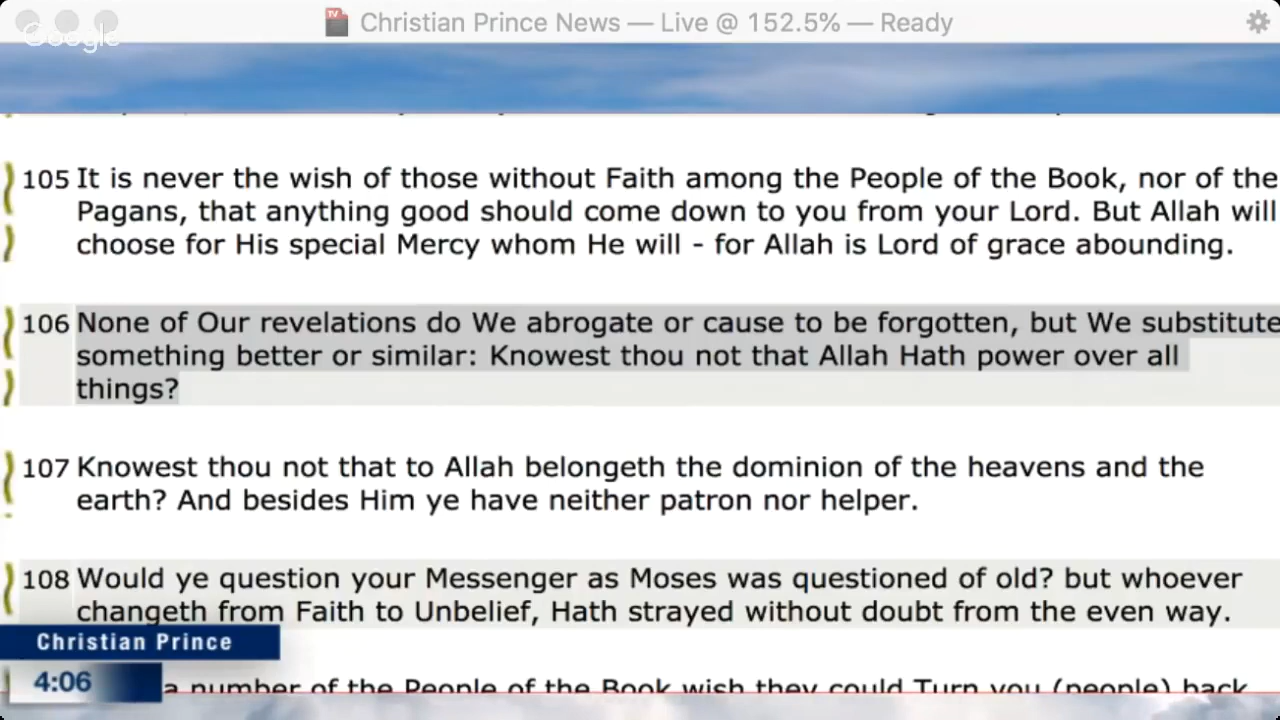 Christian Prince News — Live @ 152.5% — Ready
Google
105 It is never the wish of those without Faith among the People of the Book, nor of the
Pagans, that anything good should come down to you from your Lord. But Allah will
choose for His special Mercy whom He will - for Allah is Lord of grace abounding.
106 None of Our revelations do We abrogate or cause to be forgotten, but We substitute
something better or similar: Knowest thou not that Allah Hath power over all
things?
107 Knowest thou not that to Allah belongeth the dominion of the heavens and the
earth? And besides Him ye have neither patron nor helper.
108 Would ye question your Messenger as Moses was questioned of old? but whoever
changeth from Faith to Unbelief, Hath strayed without doubt from the even way.
Christian Prince
4:06
a number of the People of the Book wish they could Turn you (people) back